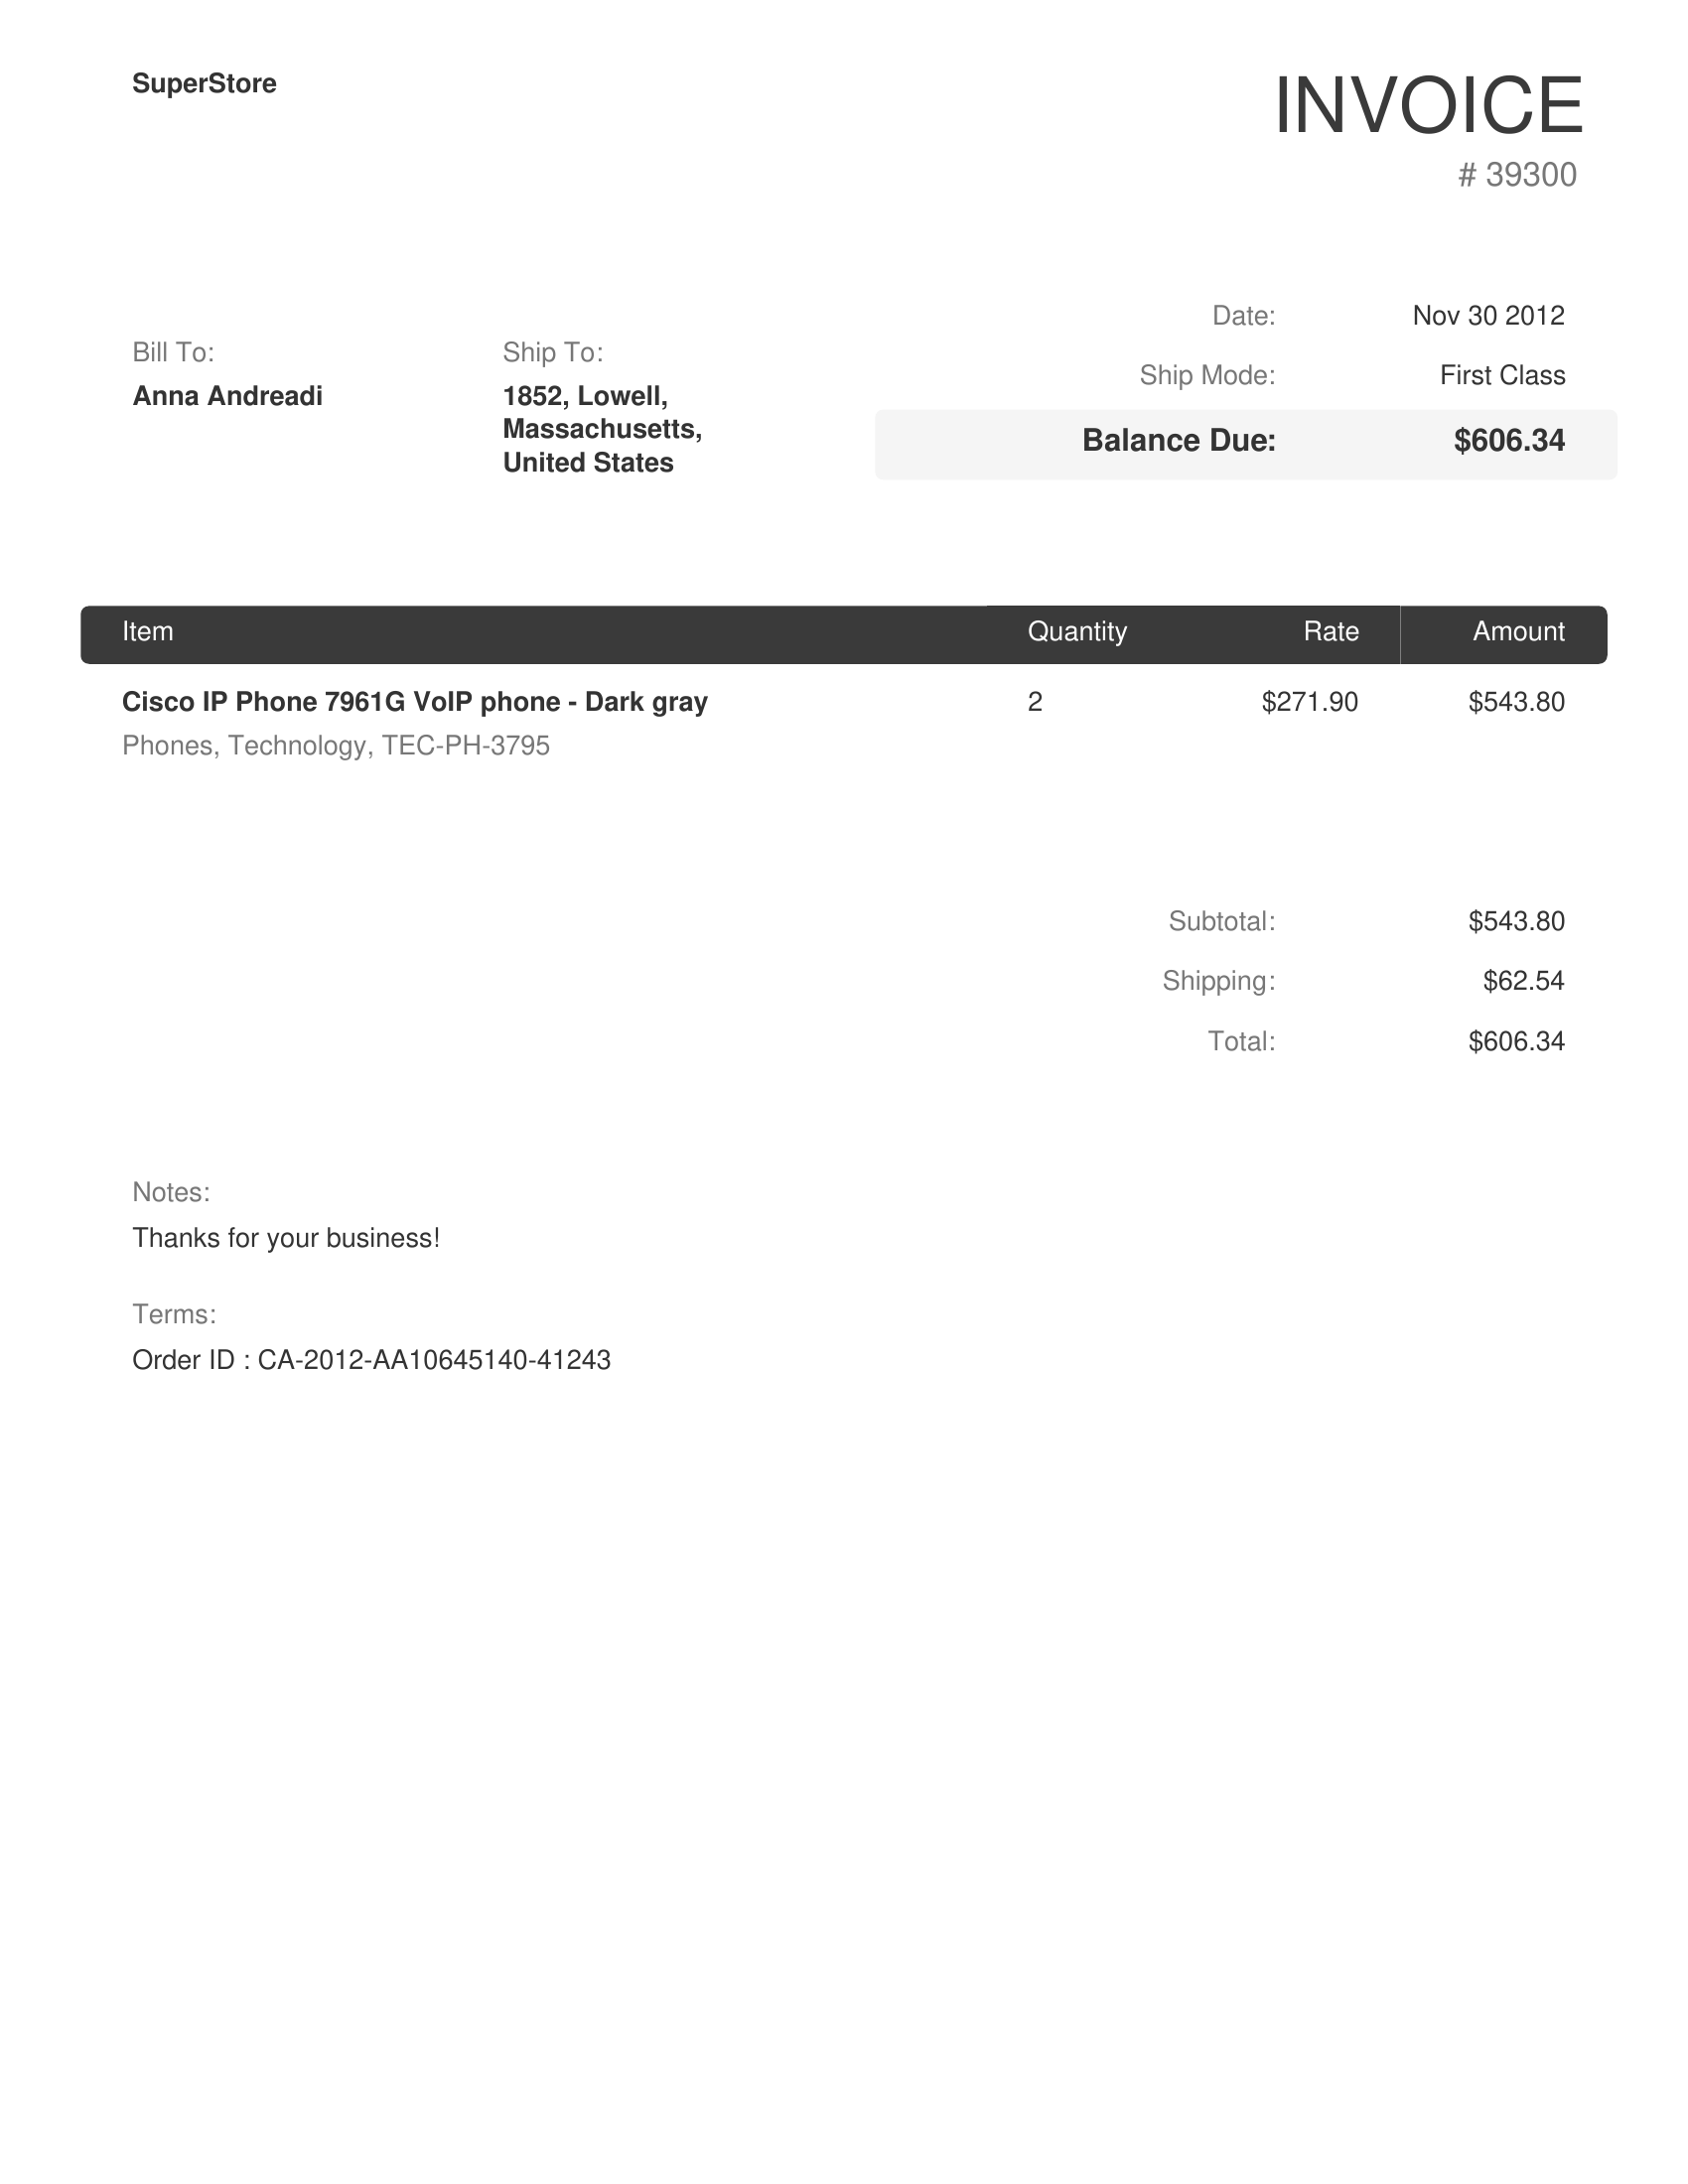 SuperStore
INVOICE
# 39300
Date: Nov 30 2012
Ship Mode: First Class
Balance Due: $606.34
Bill To:
Anna Andreadi
Ship To:
1852, Lowell,
Massachusetts,
United States
Item Quantity Rate Amount
Cisco IP Phone 7961G VoIP phone - Dark gray 2 $271.90 $543.80
Phones, Technology, TEC-PH-3795
Subtotal: $543.80
Shipping: $62.54
Total: $606.34
Notes:
Thanks for your business!
Terms:
Order ID : CA-2012-AA10645140-41243